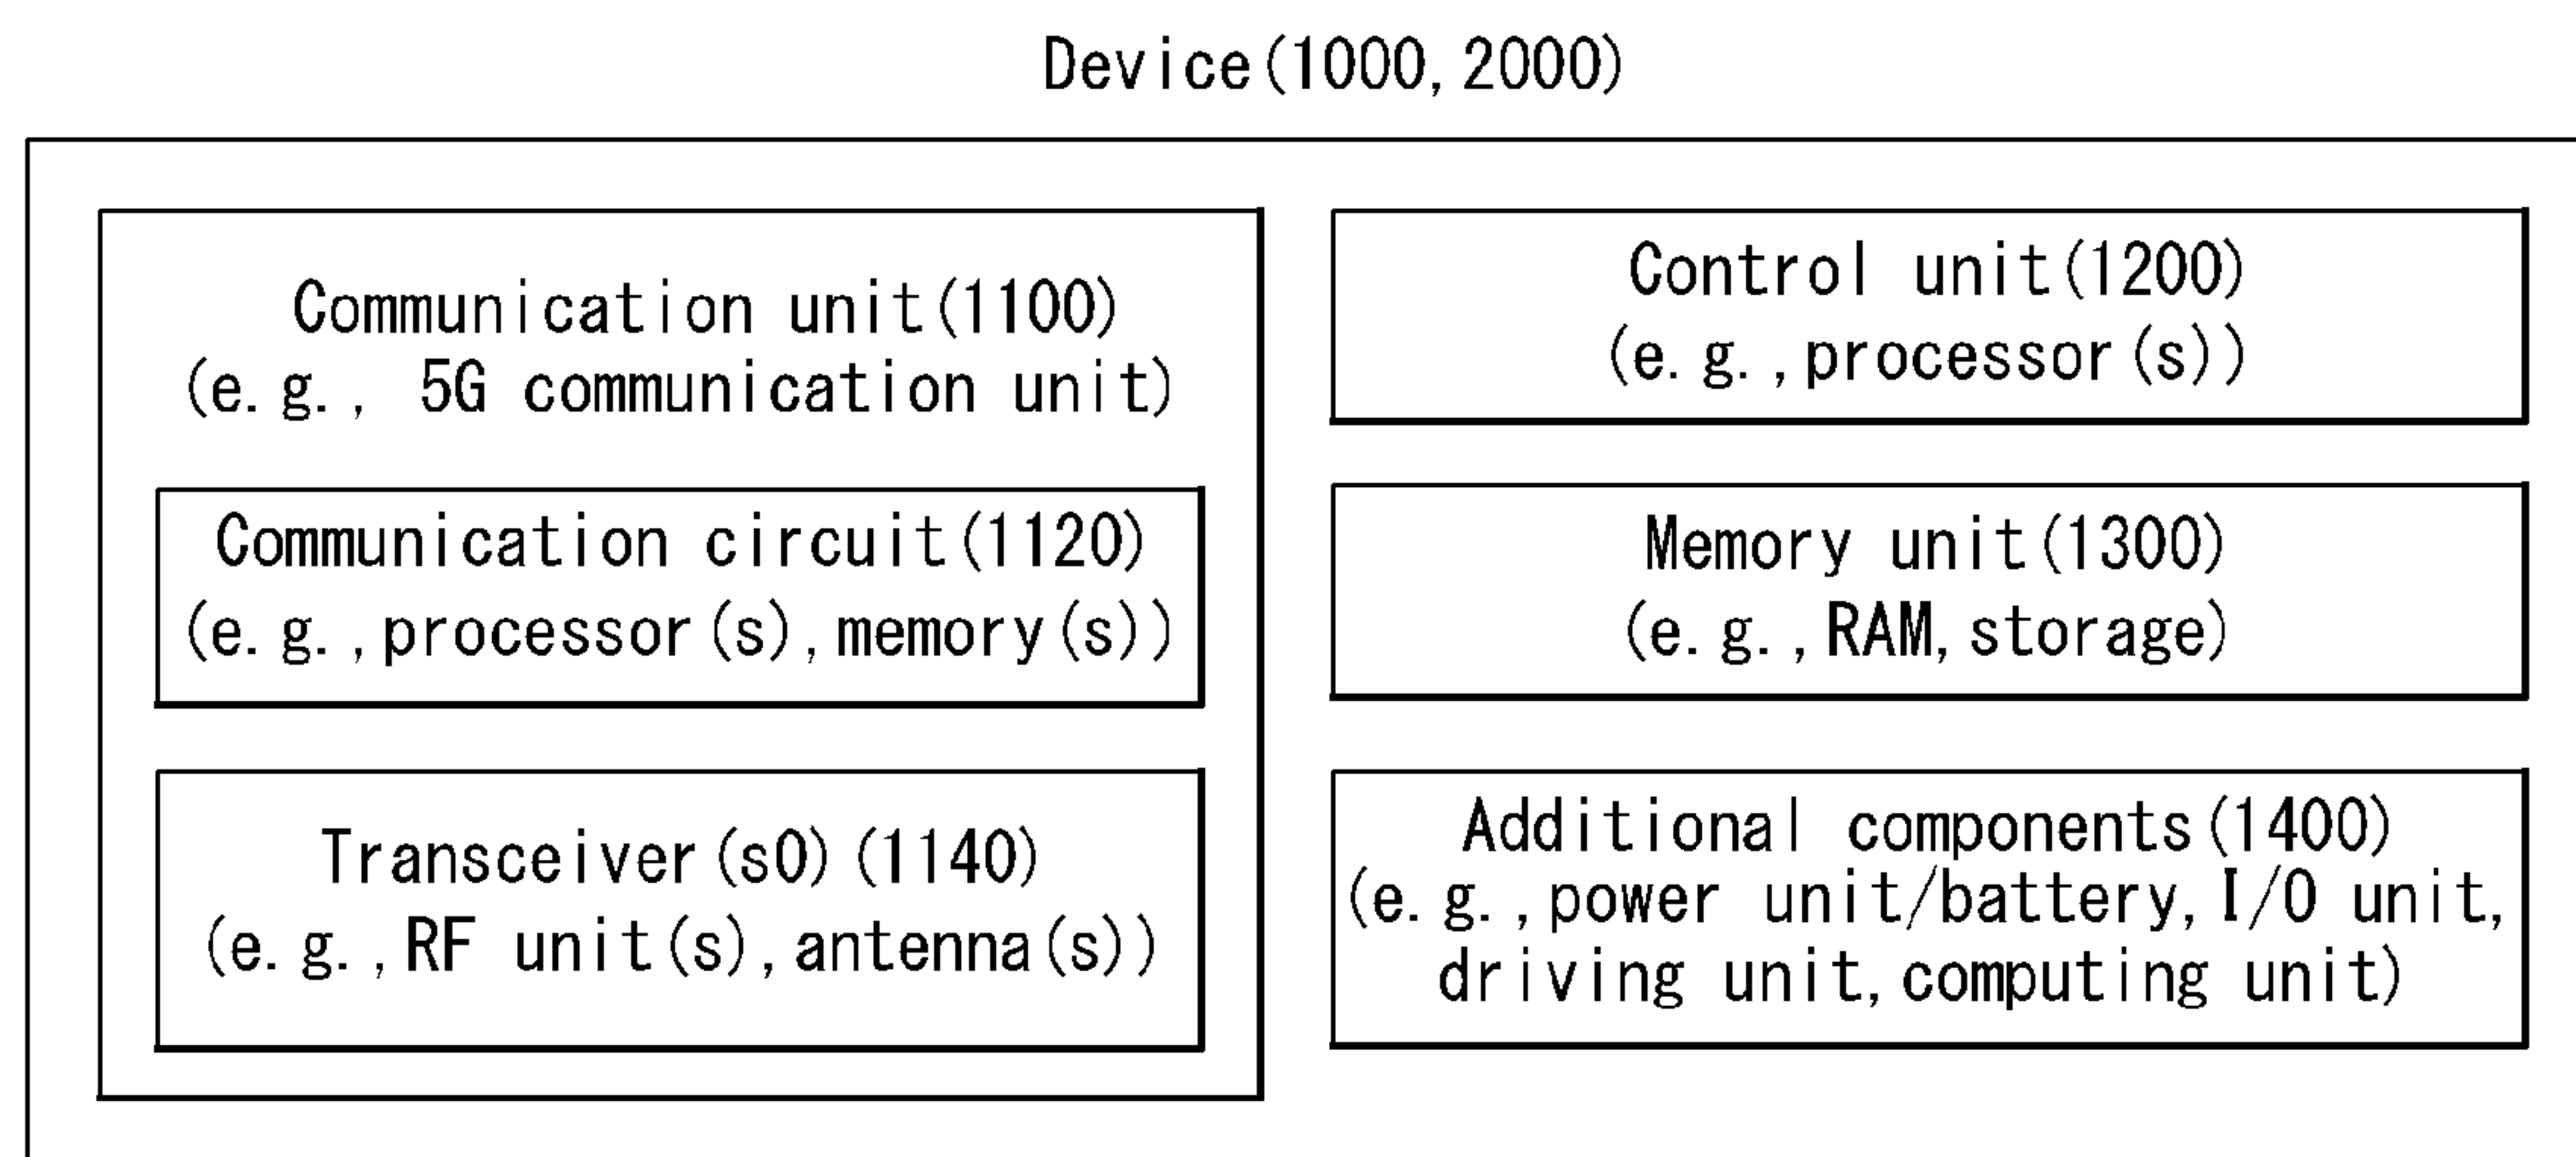 Device(1000,2000)
Communication unit(1100)
(e.g., 5G communication unit)
Communication circuit(1120)
(e.g.,processor(s),memory(s))
Transceiver(s0)(1140)
(e.g.,RF unit(s),antenna(s))
Control unit(1200)
(e.g.,processor(s))
Memory unit(1300)
(e.g.,RAM,storage)
Additional components(1400)
(e.g.,power unit/battery,I/O unit,
driving unit,computing unit)